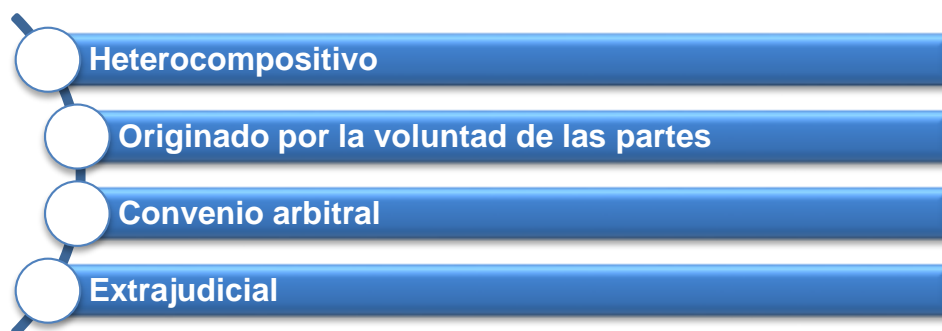 Heterocompositivo
Originado por la voluntad de las partes
Convenio arbitral
Extrajudicial